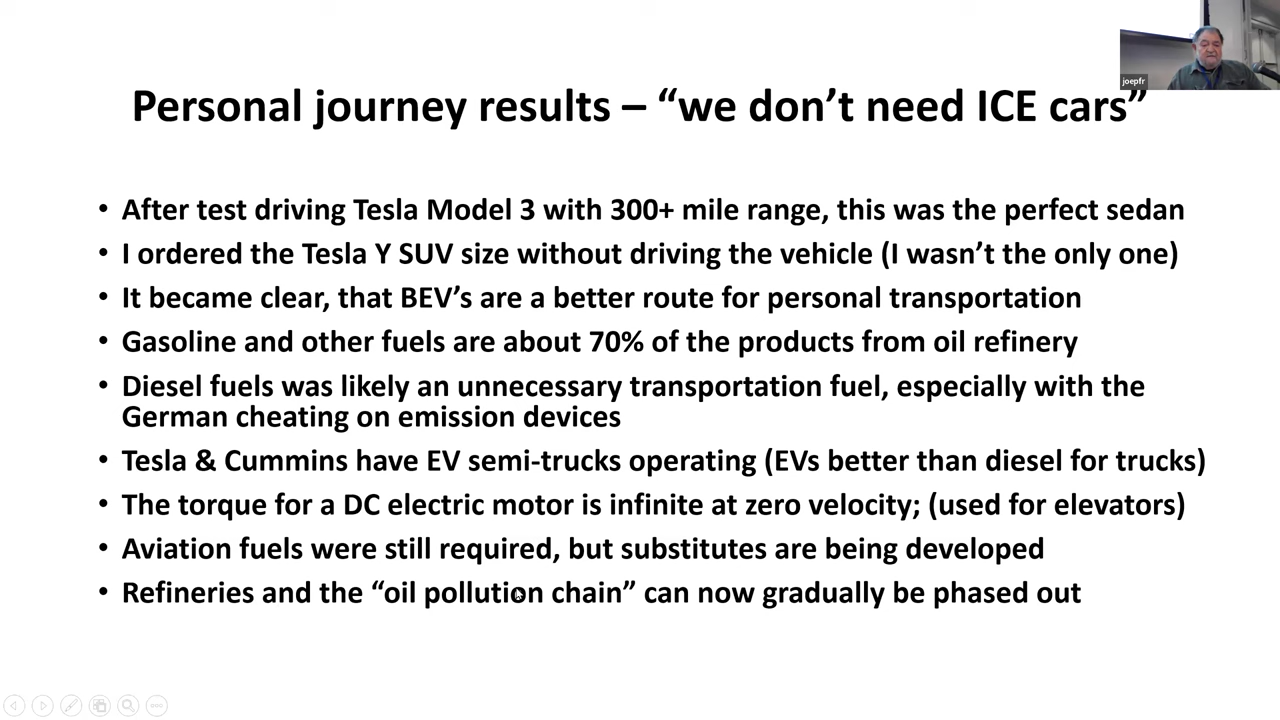 joepfr
Personal journey results – “we don’t need ICE cars”
• After test driving Tesla Model 3 with 300+ mile range, this was the perfect sedan
• I ordered the Tesla Y SUV size without driving the vehicle (I wasn’t the only one)
• It became clear, that BEV’s are a better route for personal transportation
• Gasoline and other fuels are about 70% of the products from oil refinery
• Diesel fuels was likely an unnecessary transportation fuel, especially with the
German cheating on emission devices
• Tesla & Cummins have EV semi-trucks operating (EVs better than diesel for trucks)
• The torque for a DC electric motor is infinite at zero velocity; (used for elevators)
• Aviation fuels were still required, but substitutes are being developed
• Refineries and the “oil pollution chain” can now gradually be phased out